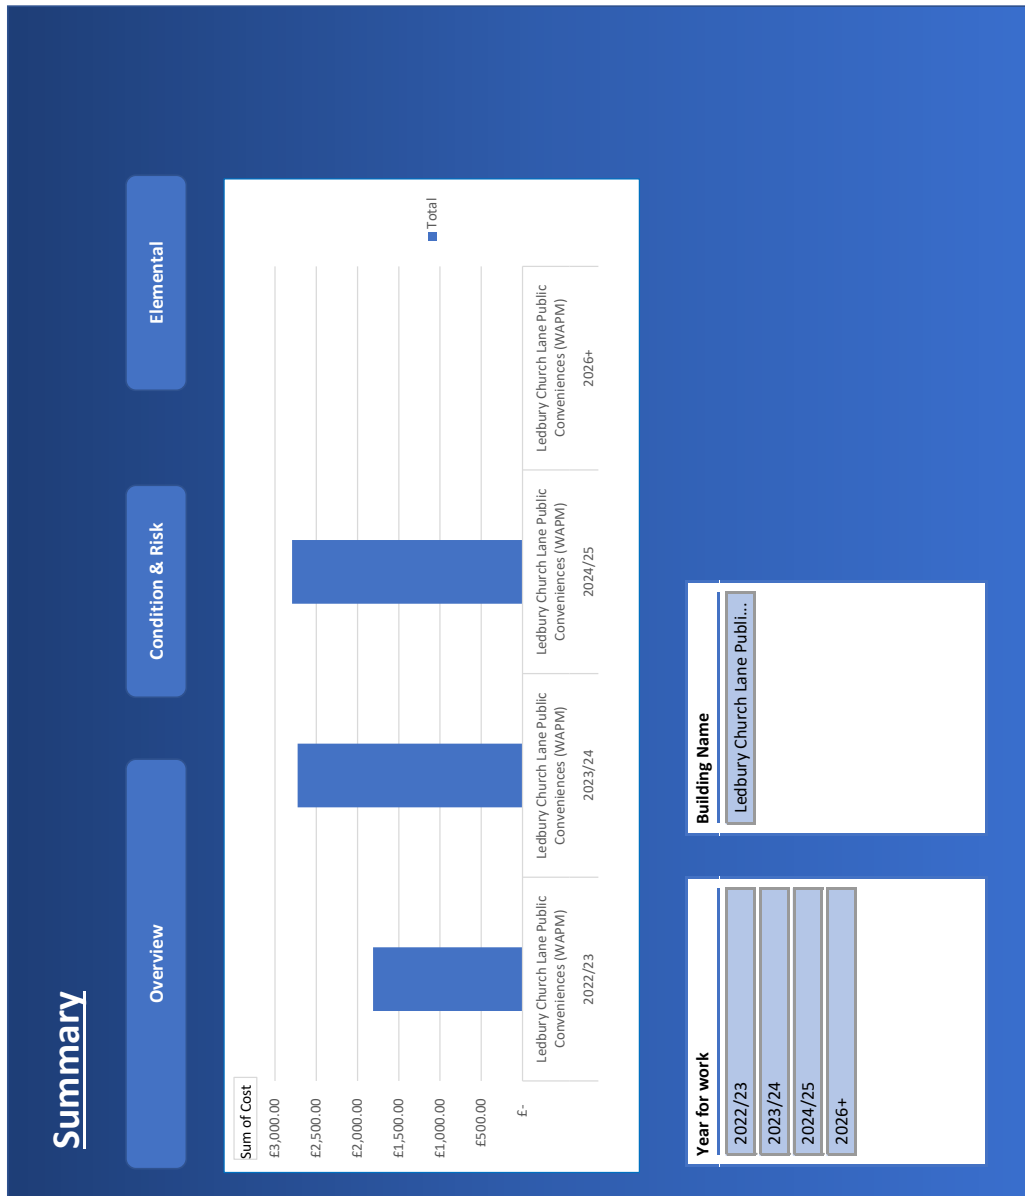 Summary
Overview
Condition & Risk
Elemental
Sum of Cost
£3,000.00
£2,500.00
£2,000.00
£1,500.00
£1,000.00
£500.00
£-
Ledbury Church Lane Public
Conveniences (WAPM)
2022/23
Ledbury Church Lane Public
Conveniences (WAPM)
2023/24
Ledbury Church Lane Public
Conveniences (WAPM)
2024/25
Ledbury Church Lane Public
Conveniences (WAPM)
2026+
Total
Year for work
2022/23
2023/24
2024/25
2026+
Building Name
Ledbury Church Lane Publi...